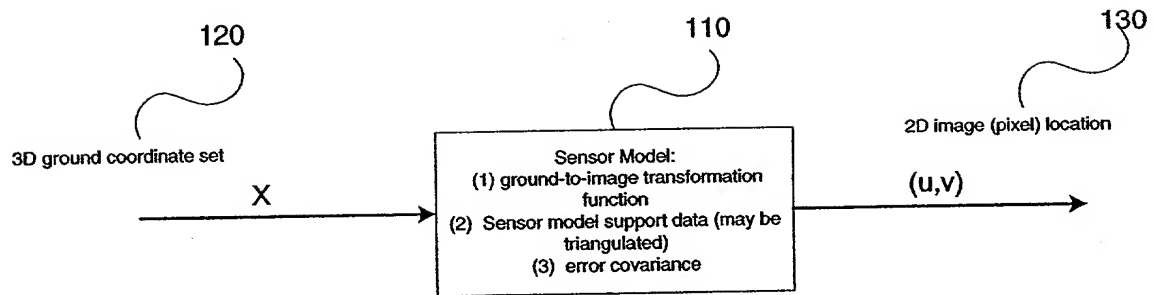 120
110
130
3D ground coordinate set
2D image (pixel) location
X
Sensor Model:
(1) ground-to-image transformation
function
(2) Sensor model support data (may be
triangulated)
(3) error covariance
(u,v)